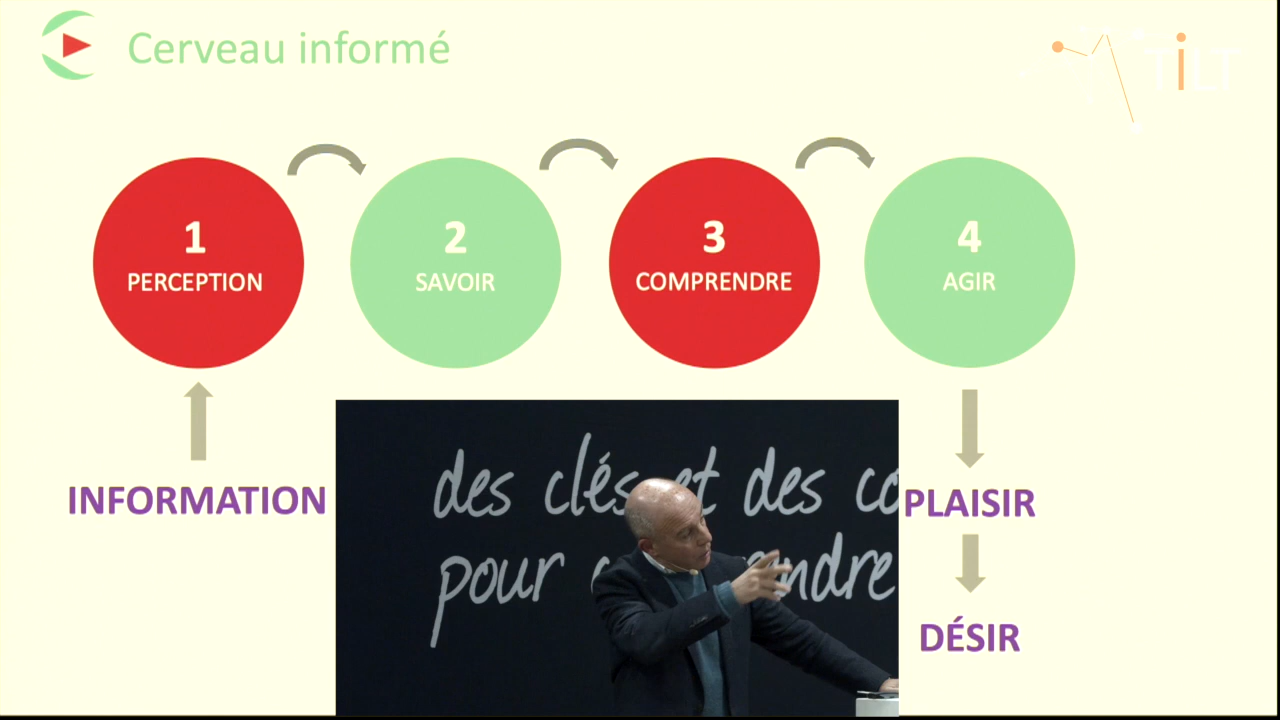 Cerveau informé
TiLT
1
PERCEPTION
2
SAVOIR
3
COMPRENDRE
4
AGIR
INFORMATION
PLAISIR
DÉSIR
des clés et des co
pour
ndre